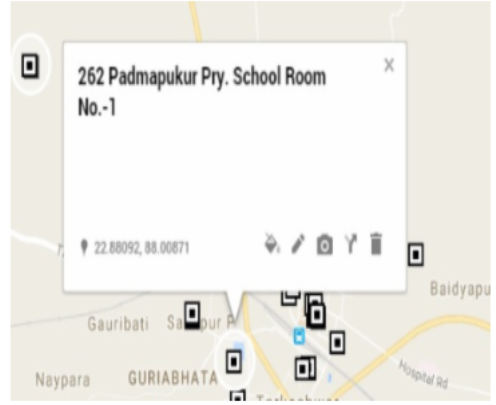 262 Padmapukur Pry. School Room
No.-1
22.88092, 88.00871
Baidyapu
Gauribati
GURIABHATA
Naypara
Hospital Rd